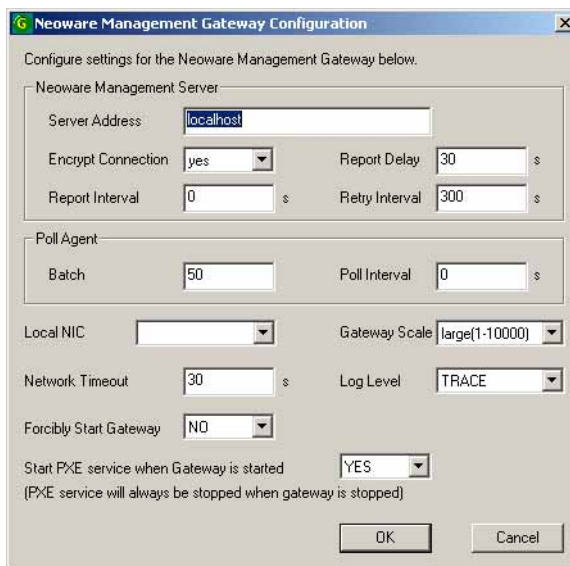 Neoware Management Gateway Configuration
Configure settings for the Neoware Management Gateway below.
Neoware Management Server
Server Address localhost
Encrypt Connection yes Report Delay 30 s
Report Interval 0 s Retry Interval 300 s
Poll Agent
Batch 50 Poll Interval 0 s
Local NIC Gateway Scale large(1-10000)
Network Timeout 30 s Log Level TRACE
Forcibly Start Gateway NO
Start PXE service when Gateway is started YES
(PXE service will always be stopped when gateway is stopped)
OK Cancel